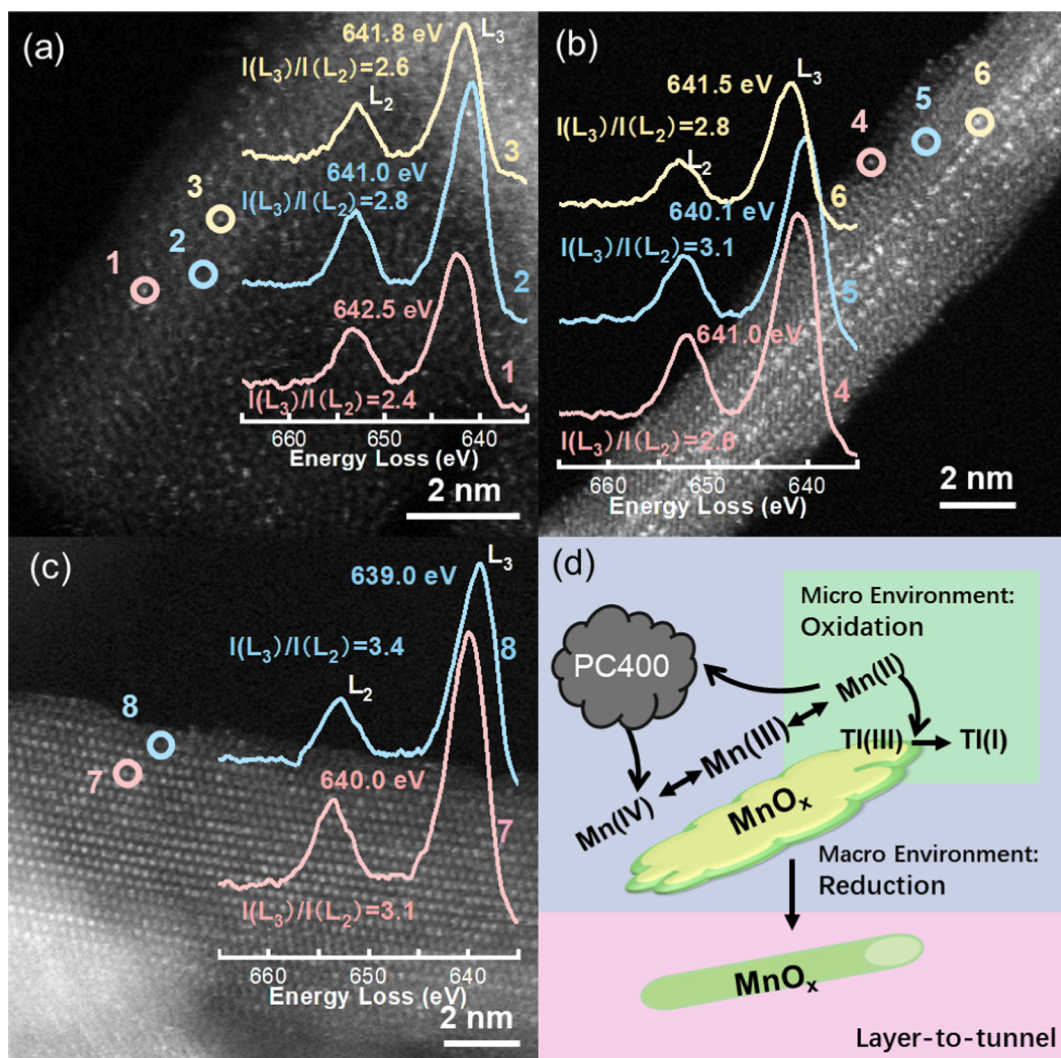 (a)
641.8 eV
L₃
I(L₃)/I(L₂)=2.6
L₂
3
641.0 eV
I(L₃)/I(L₂)=2.8
3
2
1
2
642.5 eV
1
I(L₃)/I(L₂)=2.4
660 650 640
Energy Loss (eV)
2 nm
(b)
L₃
6
641.5 eV
5
I(L₃)/I(L₂)=2.8
4
L₂
6
640.1 eV
I(L₃)/I(L₂)=3.1
5
641.0 eV
4
I(L₃)/I(L₂)=2.8
660 650 640
Energy Loss (eV)
2 nm
(c)
L₃
639.0 eV
I(L₃)/I(L₂)=3.4
8
L₂
8
7
640.0 eV
7
I(L₃)/I(L₂)=3.1
660 650 640
Energy Loss (eV)
2 nm
(d)
Micro Environment:
Oxidation
PC400
Mn(II)
Mn(III)
Tl(III)
Tl(I)
Mn(IV)
MnOₓ
Macro Environment:
Reduction
MnOₓ
Layer-to-tunnel